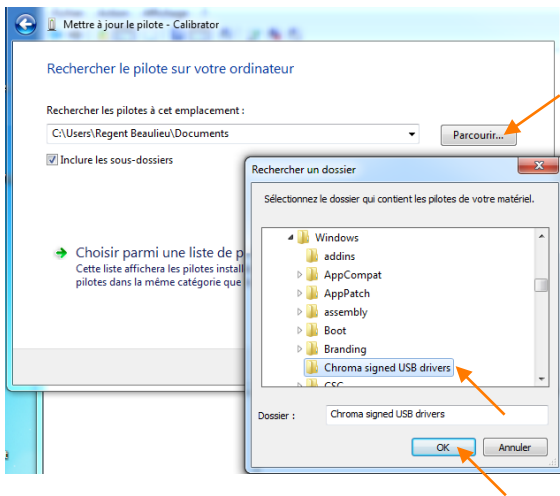 Mettre à jour le pilote - Calibrator
Rechercher le pilote sur votre ordinateur
Rechercher les pilotes à cet emplacement :
C:\Users\Regent Beaulieu\Documents
Parcourir...
Inclure les sous-dossiers
Choisir parmi une liste de p
Cette liste affichera les pilotes install
pilotes dans la même catégorie que
Rechercher un dossier
Sélectionnez le dossier qui contient les pilotes de votre matériel.
Windows
addins
AppCompat
AppPatch
assembly
Boot
Branding
Chroma signed USB drivers
CSC
Dossier :
Chroma signed USB drivers
OK
Annuler